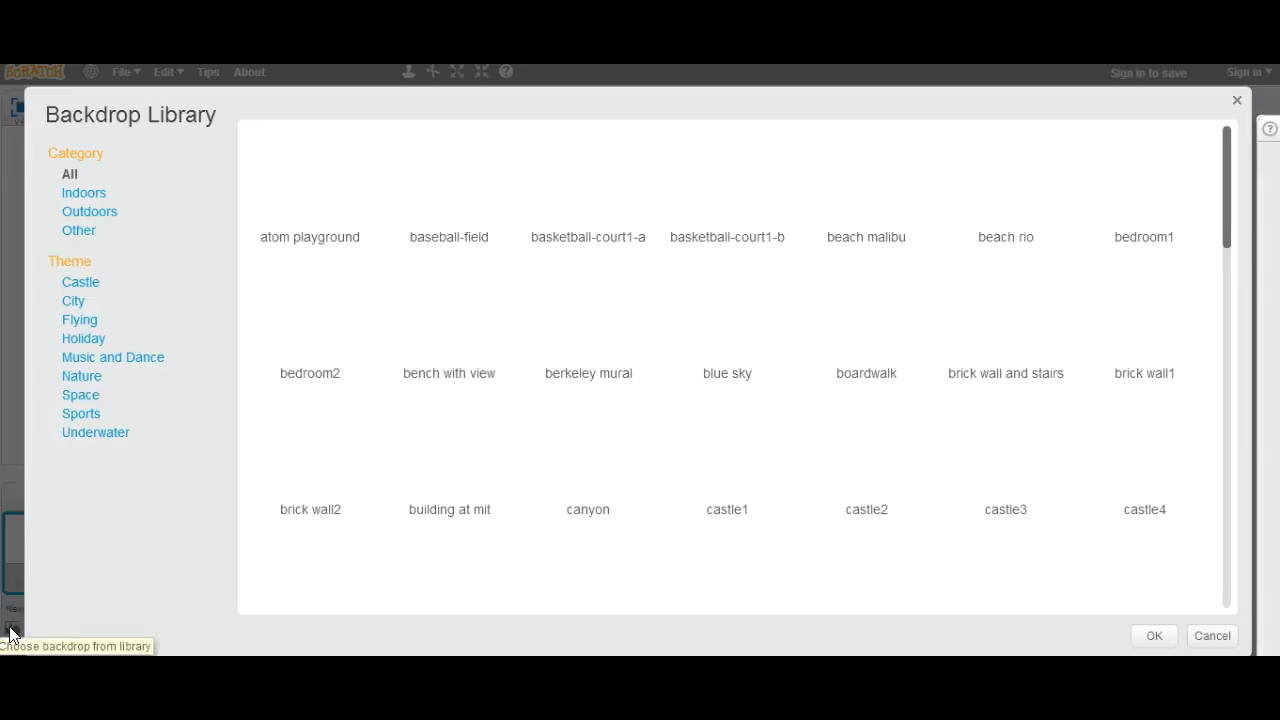 SCRATCH File Edit Tips About Sign in to save Sign in
Backdrop Library
Category
All
Indoors
Outdoors
Other
Theme
Castle
City
Flying
Holiday
Music and Dance
Nature
Space
Sports
Underwater
atom playground baseball-field basketball-court1-a basketball-court1-b beach malibu beach rio bedroom1
bedroom2 bench with view berkeley mural blue sky boardwalk brick wall and stairs brick wall1
brick wall2 building at mit canyon castle1 castle2 castle3 castle4
Choose backdrop from library
OK Cancel